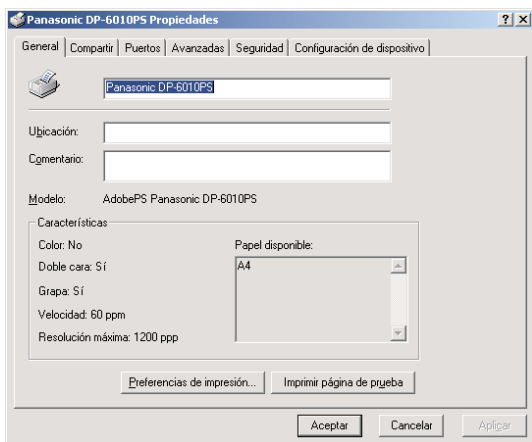 Panasonic DP-6010PS Propiedades
General Compartir Puertos Avanzadas Seguridad Configuración de dispositivo
Panasonic DP-6010PS
Ubicación:
Comentario:
Modelo: AdobePS Panasonic DP-6010PS
Características
Color: No
Papel disponible:
Doble cara: Sí
A4
Grapa: Sí
Velocidad: 60 ppm
Resolución máxima: 1200 ppp
Preferencias de impresión... Imprimir página de prueba
Aceptar Cancelar Aplicar